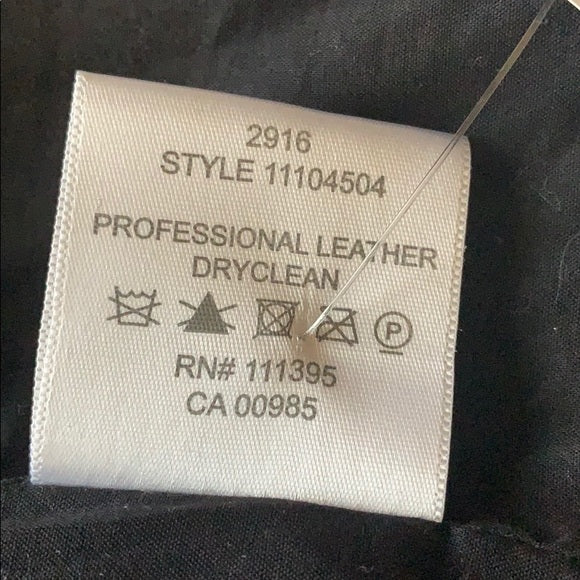 2916
STYLE 11104504
PROFESSIONAL LEATHER
DRYCLEAN
P
RN# 111395
CA 00985